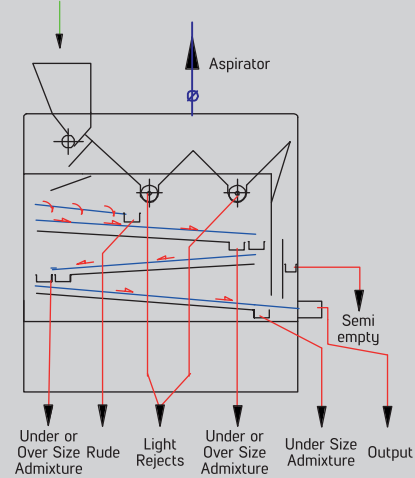 Aspirator
Semi
empty
Under or
Over Size
Admixture
Rude
Light
Rejects
Under or
Over Size
Admixture
Under Size
Admixture
Output